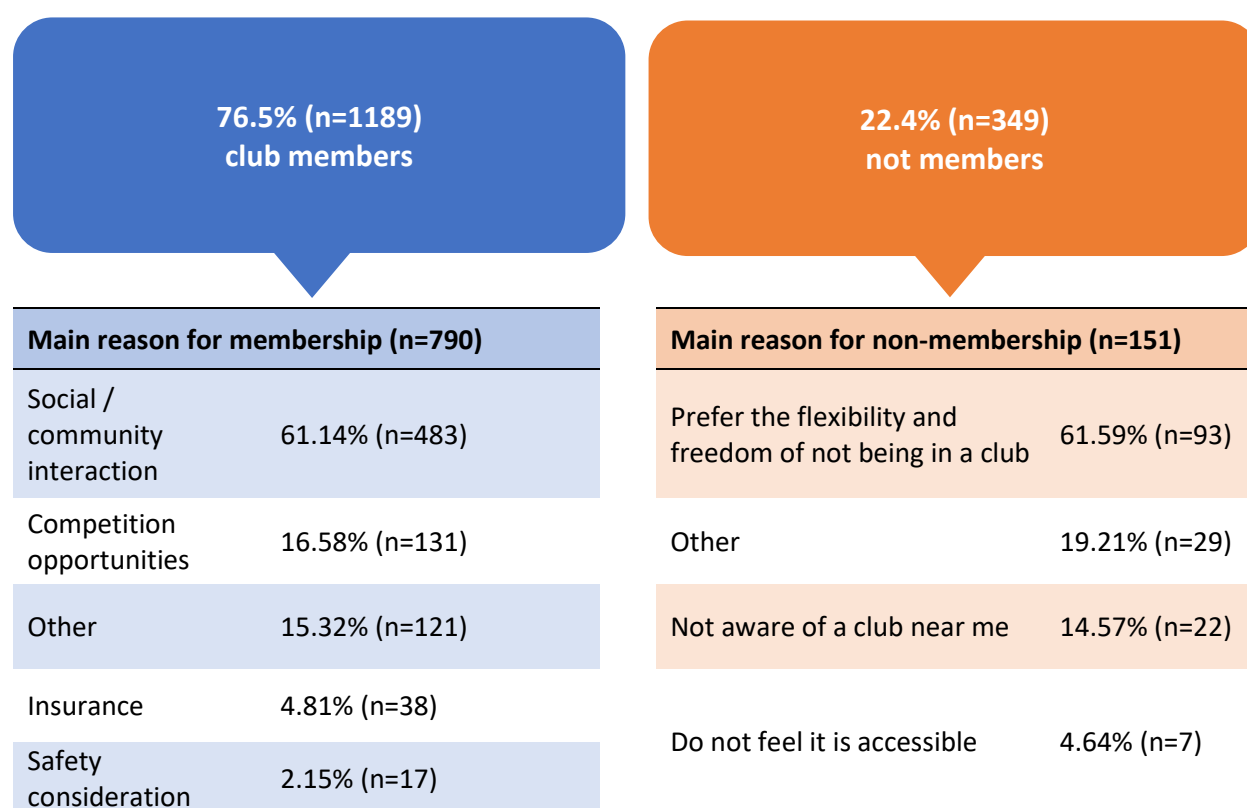 76.5% (n=1189)
club members
22.4% (n=349)
not members
Main reason for membership (n=790)
Social /
community
interaction
61.14% (n=483)
Competition
opportunities
16.58% (n=131)
Other
15.32% (n=121)
Insurance
4.81% (n=38)
Safety
consideration
2.15% (n=17)
Main reason for non-membership (n=151)
Prefer the flexibility and
freedom of not being in a club
61.59% (n=93)
Other
19.21% (n=29)
Not aware of a club near me
14.57% (n=22)
Do not feel it is accessible
4.64% (n=7)